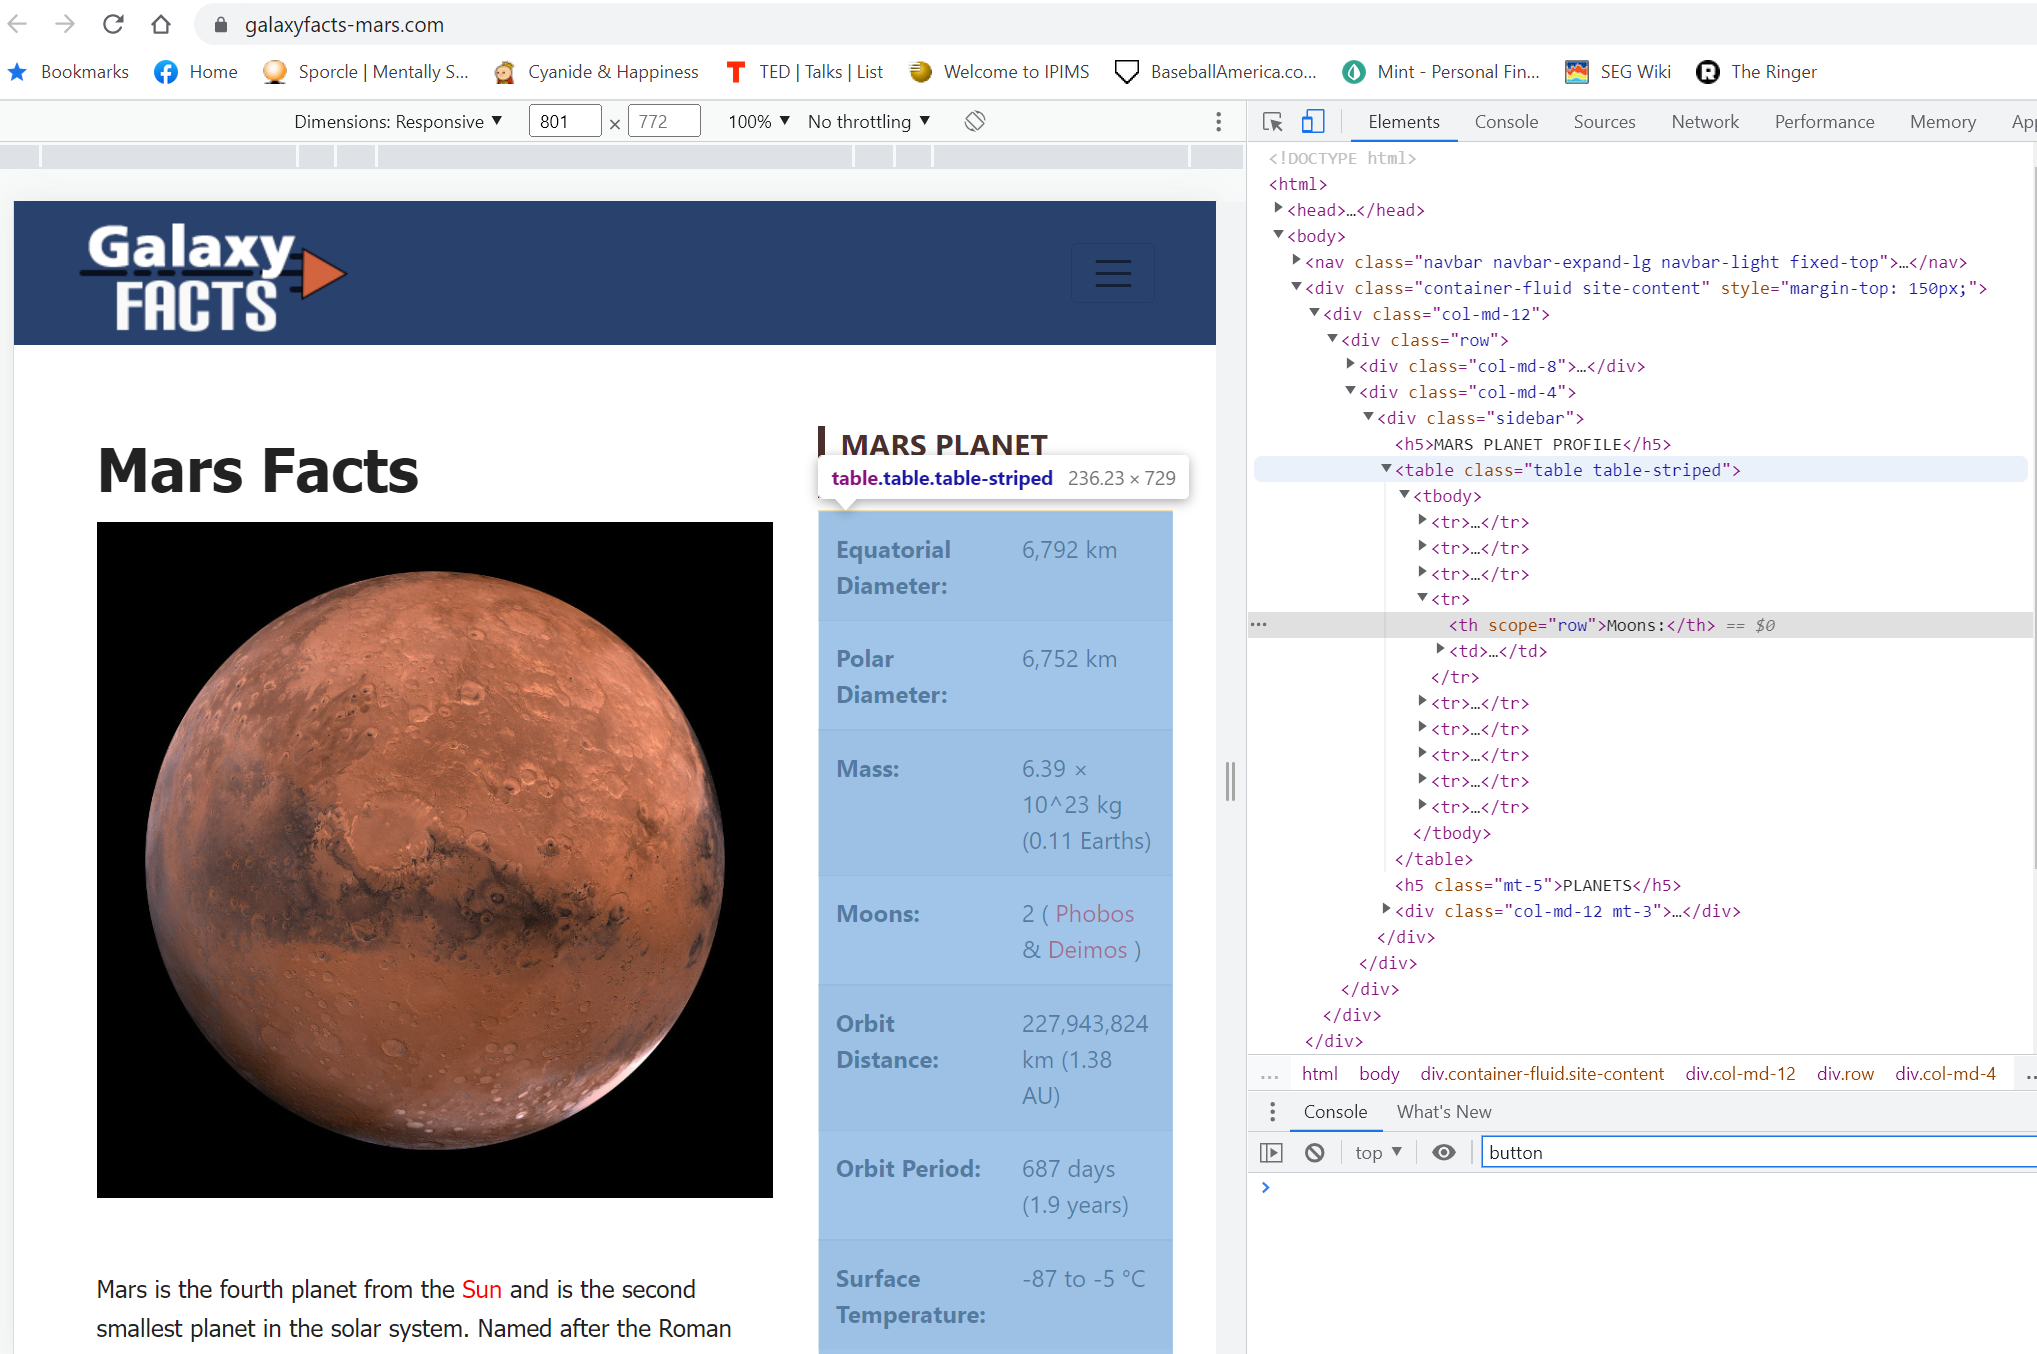 galaxyfacts-mars.com
Bookmarks Home Sporcle | Mentally S... Cyanide & Happiness TED | Talks | List Welcome to IPIMS BaseballAmerica.co... Mint - Personal Fin... SEG Wiki The Ringer
Dimensions: Responsive ▼ 801 × 772 100% ▼ No throttling ▼
Galaxy
FACTS
Mars Facts
MARS PLANET
table.table.table-striped 236.23 × 729
Equatorial Diameter: 6,792 km
Polar Diameter: 6,752 km
Mass: 6.39 × 10^23 kg (0.11 Earths)
Moons: 2 ( Phobos & Deimos )
Orbit Distance: 227,943,824 km (1.38 AU)
Orbit Period: 687 days (1.9 years)
Surface Temperature: -87 to -5 °C
Mars is the fourth planet from the Sun and is the second
smallest planet in the solar system. Named after the Roman
Elements Console Sources Network Performance Memory App
<!DOCTYPE html>
<html>
<head>…</head>
<body>
<nav class="navbar navbar-expand-lg navbar-light fixed-top">…</nav>
<div class="container-fluid site-content" style="margin-top: 150px;">
<div class="col-md-12">
<div class="row">
<div class="col-md-8">…</div>
<div class="col-md-4">
<div class="sidebar">
<h5>MARS PLANET PROFILE</h5>
<table class="table table-striped">
<tbody>
<tr>…</tr>
<tr>…</tr>
<tr>…</tr>
<tr>
<th scope="row">Moons:</th> == $0
<td>…</td>
</tr>
<tr>…</tr>
<tr>…</tr>
<tr>…</tr>
<tr>…</tr>
<tr>…</tr>
</tbody>
</table>
<h5 class="mt-5">PLANETS</h5>
<div class="col-md-12 mt-3">…</div>
</div>
</div>
</div>
</div>
</div>
... html body div.container-fluid.site-content div.col-md-12 div.row div.col-md-4 ...
Console What's New
top ▼ button